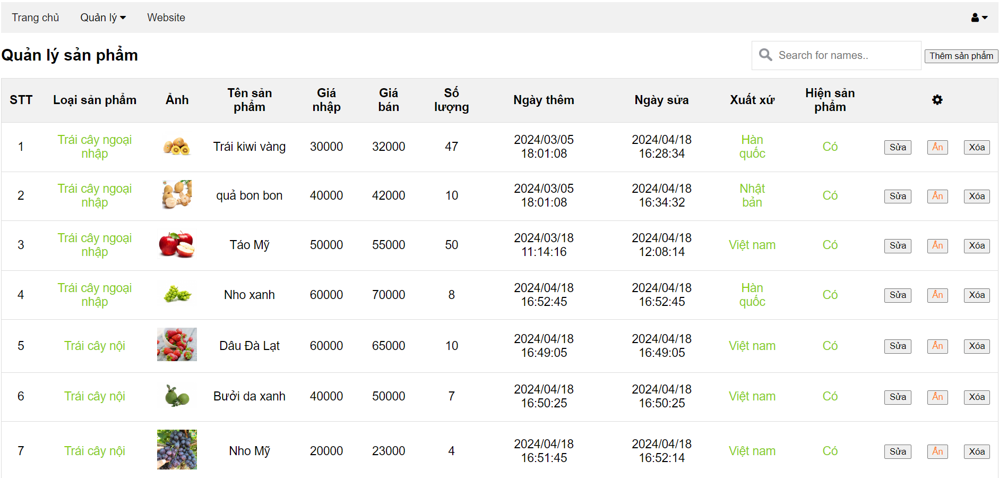 Trang chủ Quản lý Website
Quản lý sản phẩm Search for names.. Thêm sản phẩm
STT Loại sản phẩm Ảnh Tên sản phẩm Giá nhập Giá bán Số lượng Ngày thêm Ngày sửa Xuất xứ Hiện sản phẩm
1 Trái cây ngoại nhập Trái kiwi vàng 30000 32000 47 2024/03/05 18:01:08 2024/04/18 16:28:34 Hàn quốc Có Sửa Ẩn Xóa
2 Trái cây ngoại nhập quả bon bon 40000 42000 10 2024/03/05 18:01:08 2024/04/18 16:34:32 Nhật bản Có Sửa Ẩn Xóa
3 Trái cây ngoại nhập Táo Mỹ 50000 55000 50 2024/03/18 11:14:16 2024/04/18 12:08:14 Việt nam Có Sửa Ẩn Xóa
4 Trái cây ngoại nhập Nho xanh 60000 70000 8 2024/04/18 16:52:45 2024/04/18 16:52:45 Hàn quốc Có Sửa Ẩn Xóa
5 Trái cây nội Dâu Đà Lạt 60000 65000 10 2024/04/18 16:49:05 2024/04/18 16:49:05 Việt nam Có Sửa Ẩn Xóa
6 Trái cây nội Bưởi da xanh 40000 50000 7 2024/04/18 16:50:25 2024/04/18 16:50:25 Việt nam Có Sửa Ẩn Xóa
7 Trái cây nội Nho Mỹ 20000 23000 4 2024/04/18 16:51:45 2024/04/18 16:52:14 Việt nam Có Sửa Ẩn Xóa